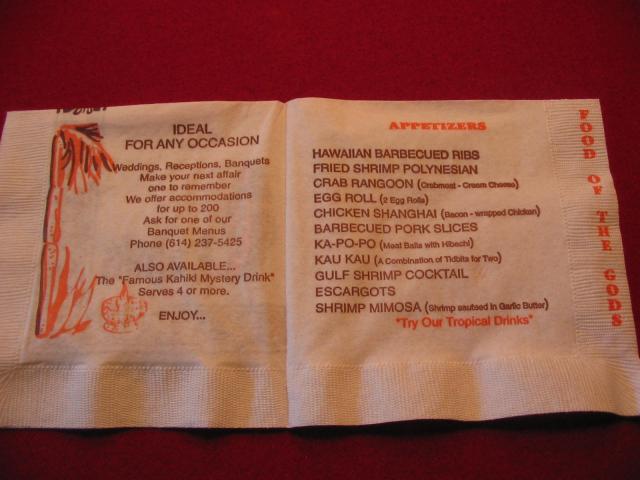 IDEAL
FOR ANY OCCASION
Weddings, Receptions, Banquets
Make your next affair
one to remember
We offer accommodations
for up to 200
Ask for one of our
Banquet Menus
Phone (614) 237-5425
ALSO AVAILABLE...
The "Famous Kahiki Mystery Drink"
Serves 4 or more.
ENJOY...
APPETIZERS
HAWAIIAN BARBECUED RIBS
FRIED SHRIMP POLYNESIAN
CRAB RANGOON (Crabmeat - Cream Cheese)
EGG ROLL (2 Egg Rolls)
CHICKEN SHANGHAI (Bacon - wrapped Chicken)
BARBECUED PORK SLICES
KA-PO-PO (Meat Balls with Hibachi)
KAU KAU (A Combination of Tidbits for Two)
GULF SHRIMP COCKTAIL
ESCARGOTS
SHRIMP MIMOSA (Shrimp sauteed in Garlic Butter)
*Try Our Tropical Drinks*
FOOD OF THE GODS